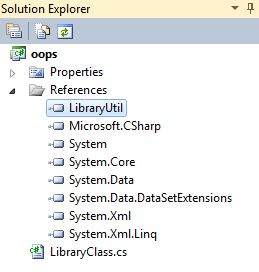 Solution Explorer
oops
Properties
References
LibraryUtil
Microsoft.CSharp
System
System.Core
System.Data
System.Data.DataSetExtensions
System.Xml
System.Xml.Linq
LibraryClass.cs